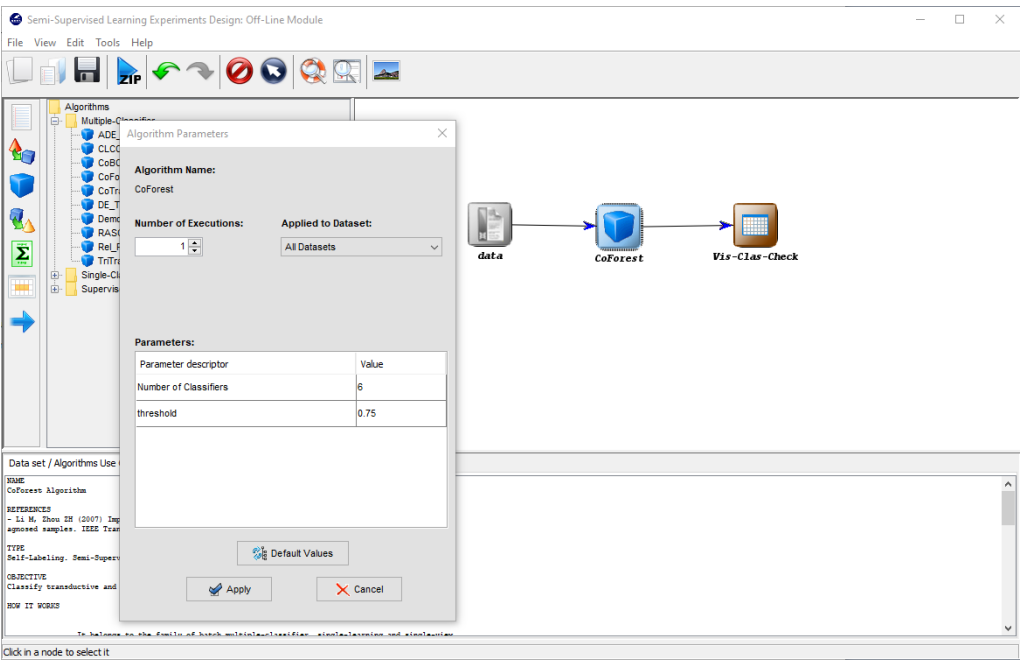 Semi-Supervised Learning Experiments Design: Off-Line Module
File View Edit Tools Help
ZIP
Algorithms
Multiple-Classifier
ADE_
CLCC
CoBC
CoFo
CoTra
DE_T
Demo
RASC
Rel_R
TriTra
Single-Cl
Supervis
Algorithm Parameters
Algorithm Name:
CoForest
Number of Executions: Applied to Dataset:
1 All Datasets
Parameters:
Parameter descriptor Value
Number of Classifiers 6
threshold 0.75
Default Values
Apply Cancel
data
CoForest
Vis-Clas-Check
Data set / Algorithms Use
NAME
CoForest Algorithm
REFERENCES
- Li M, Zhou ZH (2007) Imp
agnosed samples. IEEE Tran
TYPE
Self-Labeling. Semi-Superv
OBJECTIVE
Classify transductive and
HOW IT WORKS
It belongs to the family of batch multiple-classifier, single-learning and single-view
Click in a node to select it